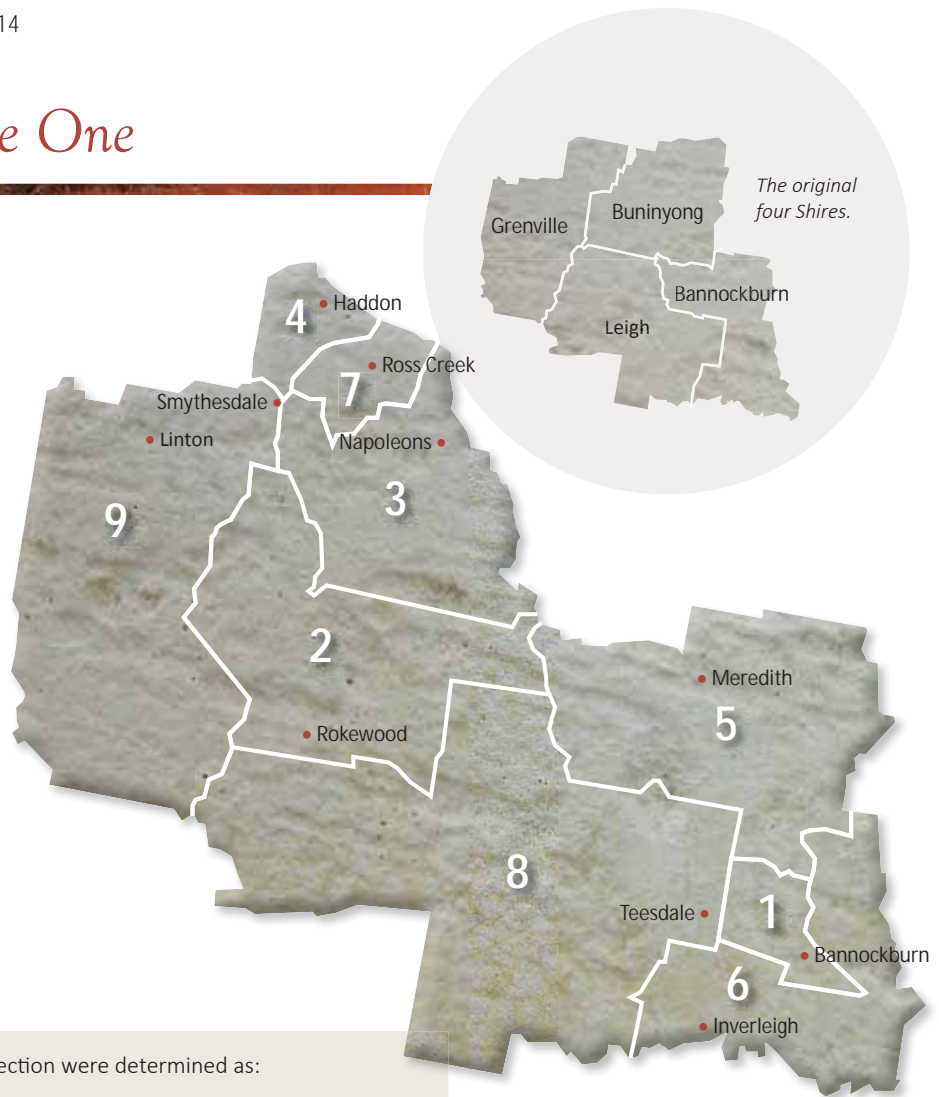 14
e One
The original
four Shires.
Grenville
Buninyong
Bannockburn
Leigh
4
Haddon
Ross Creek
7
Smythesdale
Linton
Napoleons
3
9
2
Meredith
5
Rokewood
8
Teesdale
1
Bannockburn
6
Inverleigh
ection were determined as: